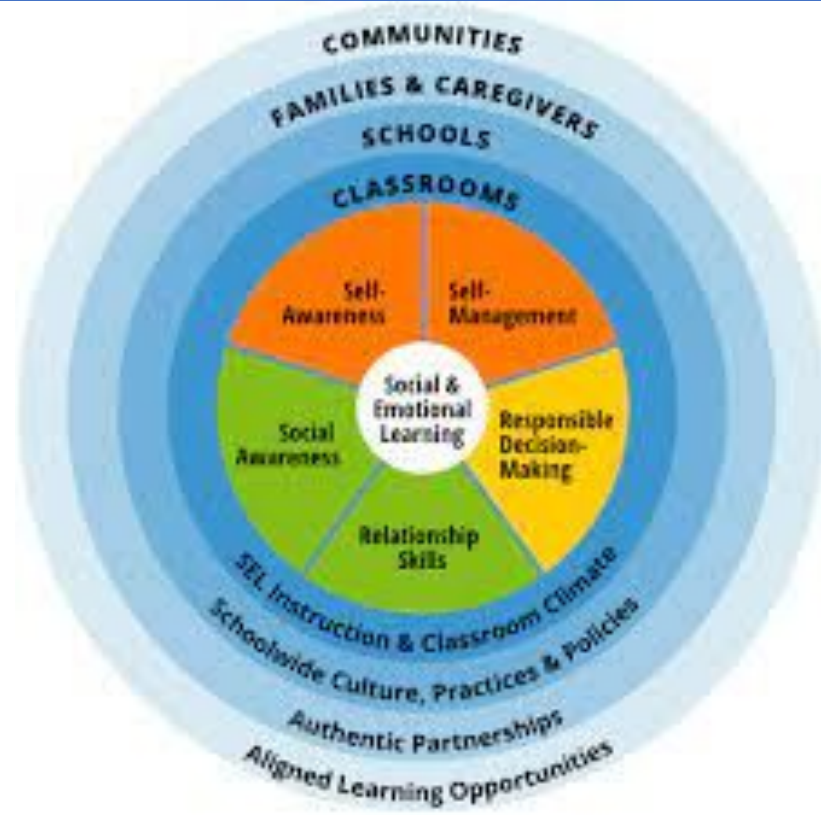 COMMUNITIES
FAMILIES & CAREGIVERS
SCHOOLS
CLASSROOMS
Self-
Awareness
Self-
Management
Social &
Emotional
Learning
Social
Awareness
Responsible
Decision-
Making
Relationship
Skills
SEL Instruction & Classroom Climate
Schoolwide Culture, Practices & Policies
Authentic Partnerships
Aligned Learning Opportunities